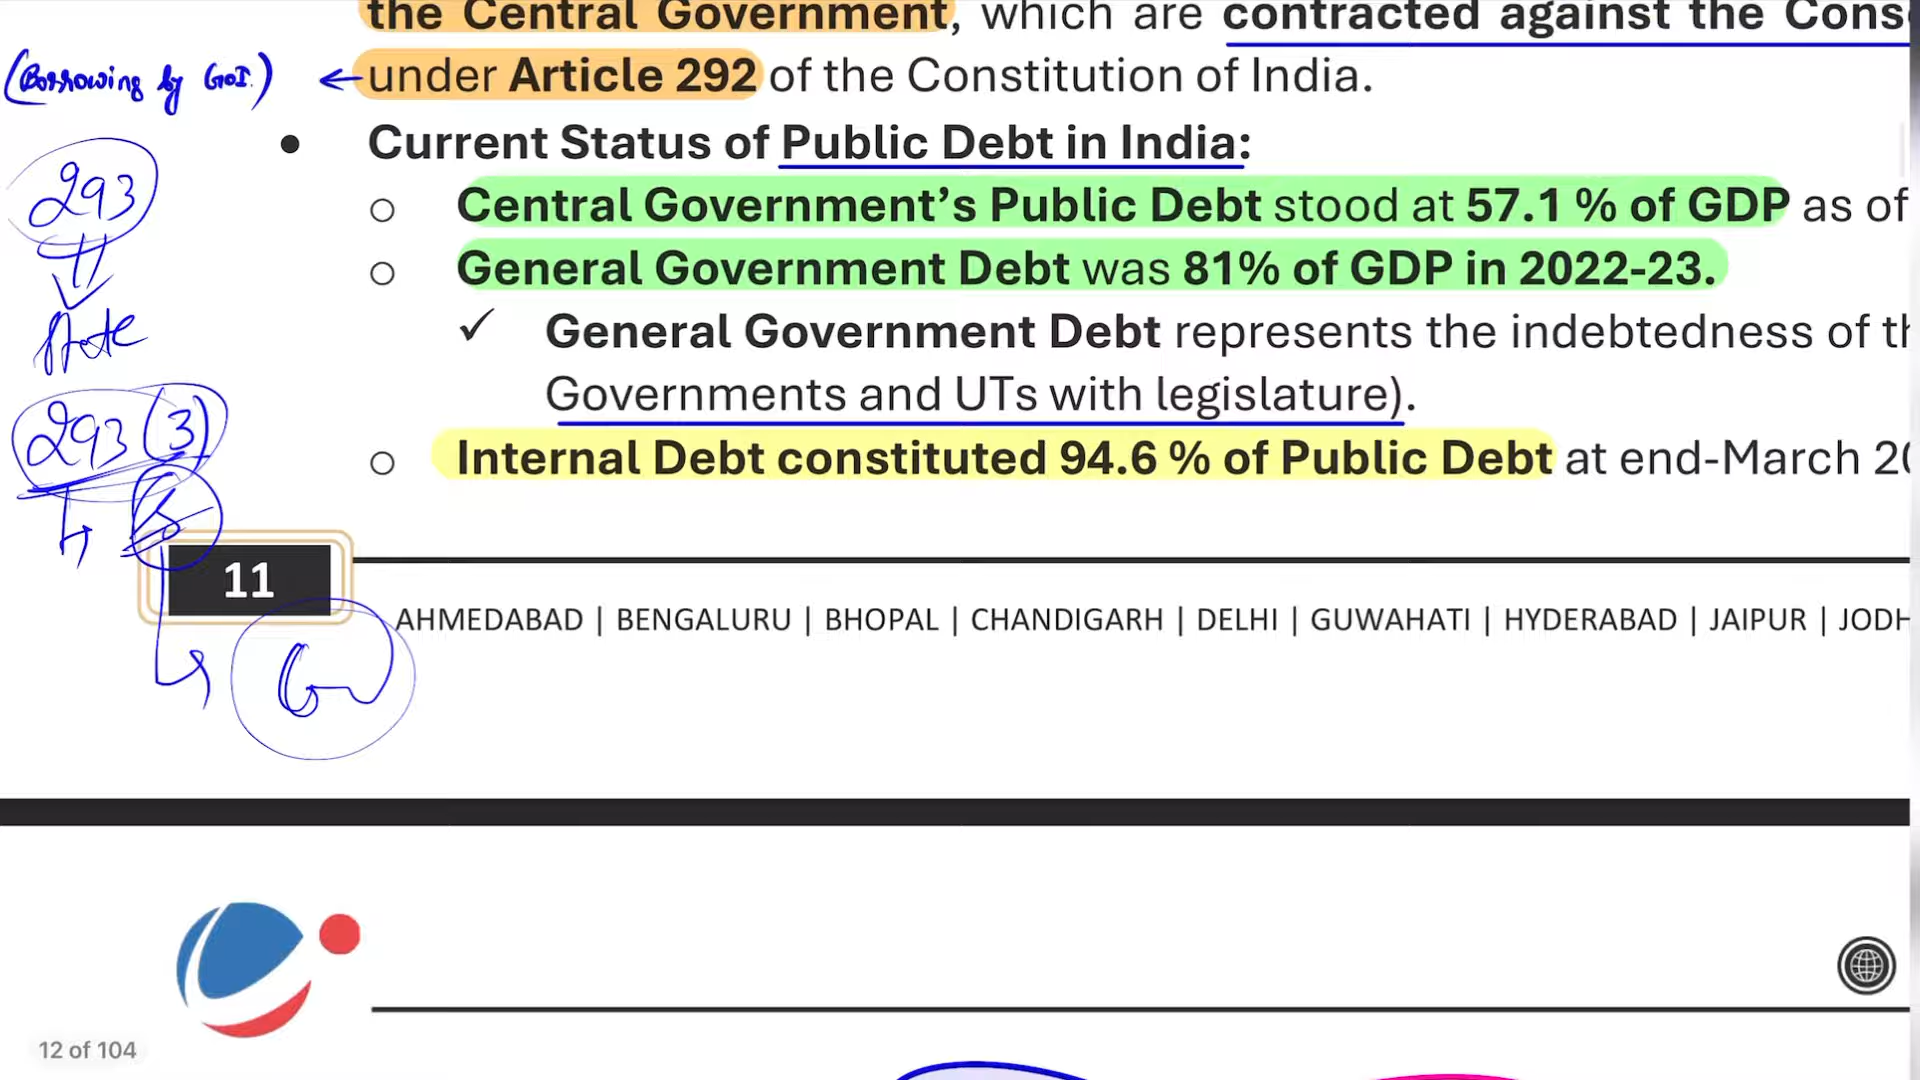 the Central Government, which are contracted against the Cons
(Borrowing by GoI.) ← under Article 292 of the Constitution of India.
• Current Status of Public Debt in India:
293
○ Central Government’s Public Debt stood at 57.1 % of GDP as of
○ General Government Debt was 81% of GDP in 2022-23.
State
✓ General Government Debt represents the indebtedness of th
Governments and UTs with legislature).
293 (3)
○ Internal Debt constituted 94.6 % of Public Debt at end-March 20
11
AHMEDABAD | BENGALURU | BHOPAL | CHANDIGARH | DELHI | GUWAHATI | HYDERABAD | JAIPUR | JODH
12 of 104